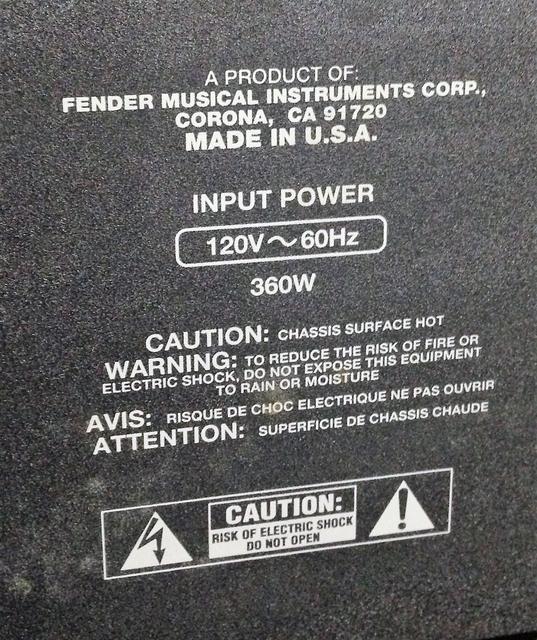 A PRODUCT OF:
FENDER MUSICAL INSTRUMENTS CORP.,
CORONA, CA 91720
MADE IN U.S.A.
INPUT POWER
120V~60Hz
360W
CAUTION: CHASSIS SURFACE HOT
WARNING: TO REDUCE THE RISK OF FIRE OR
ELECTRIC SHOCK, DO NOT EXPOSE THIS EQUIPMENT
TO RAIN OR MOISTURE
AVIS: RISQUE DE CHOC ELECTRIQUE NE PAS OUVRIR
ATTENTION: SUPERFICIE DE CHASSIS CHAUDE
CAUTION:
RISK OF ELECTRIC SHOCK
DO NOT OPEN